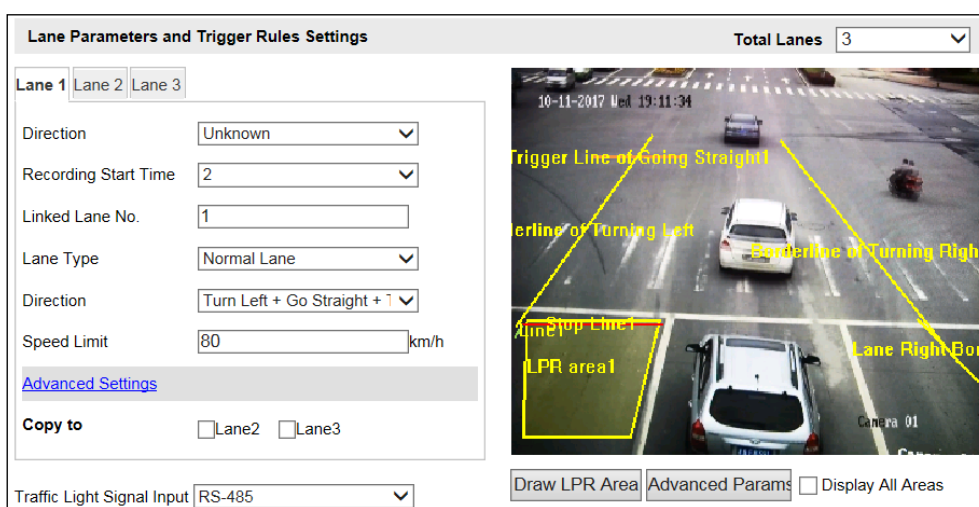 Lane Parameters and Trigger Rules Settings
Total Lanes 3
Lane 1 Lane 2 Lane 3
Direction Unknown
Recording Start Time 2
Linked Lane No. 1
Lane Type Normal Lane
Direction Turn Left + Go Straight + T
Speed Limit 80 km/h
Advanced Settings
Copy to Lane2 Lane3
Traffic Light Signal Input RS-485
10-11-2017 Wed 19:11:34
Trigger Line of Going Straight1
derline of Turning Left
Borderline of Turning Righ
Stop Line1
Line1
Lane Right Bor
LPR area1
Camera 01
Draw LPR Area Advanced Params Display All Areas